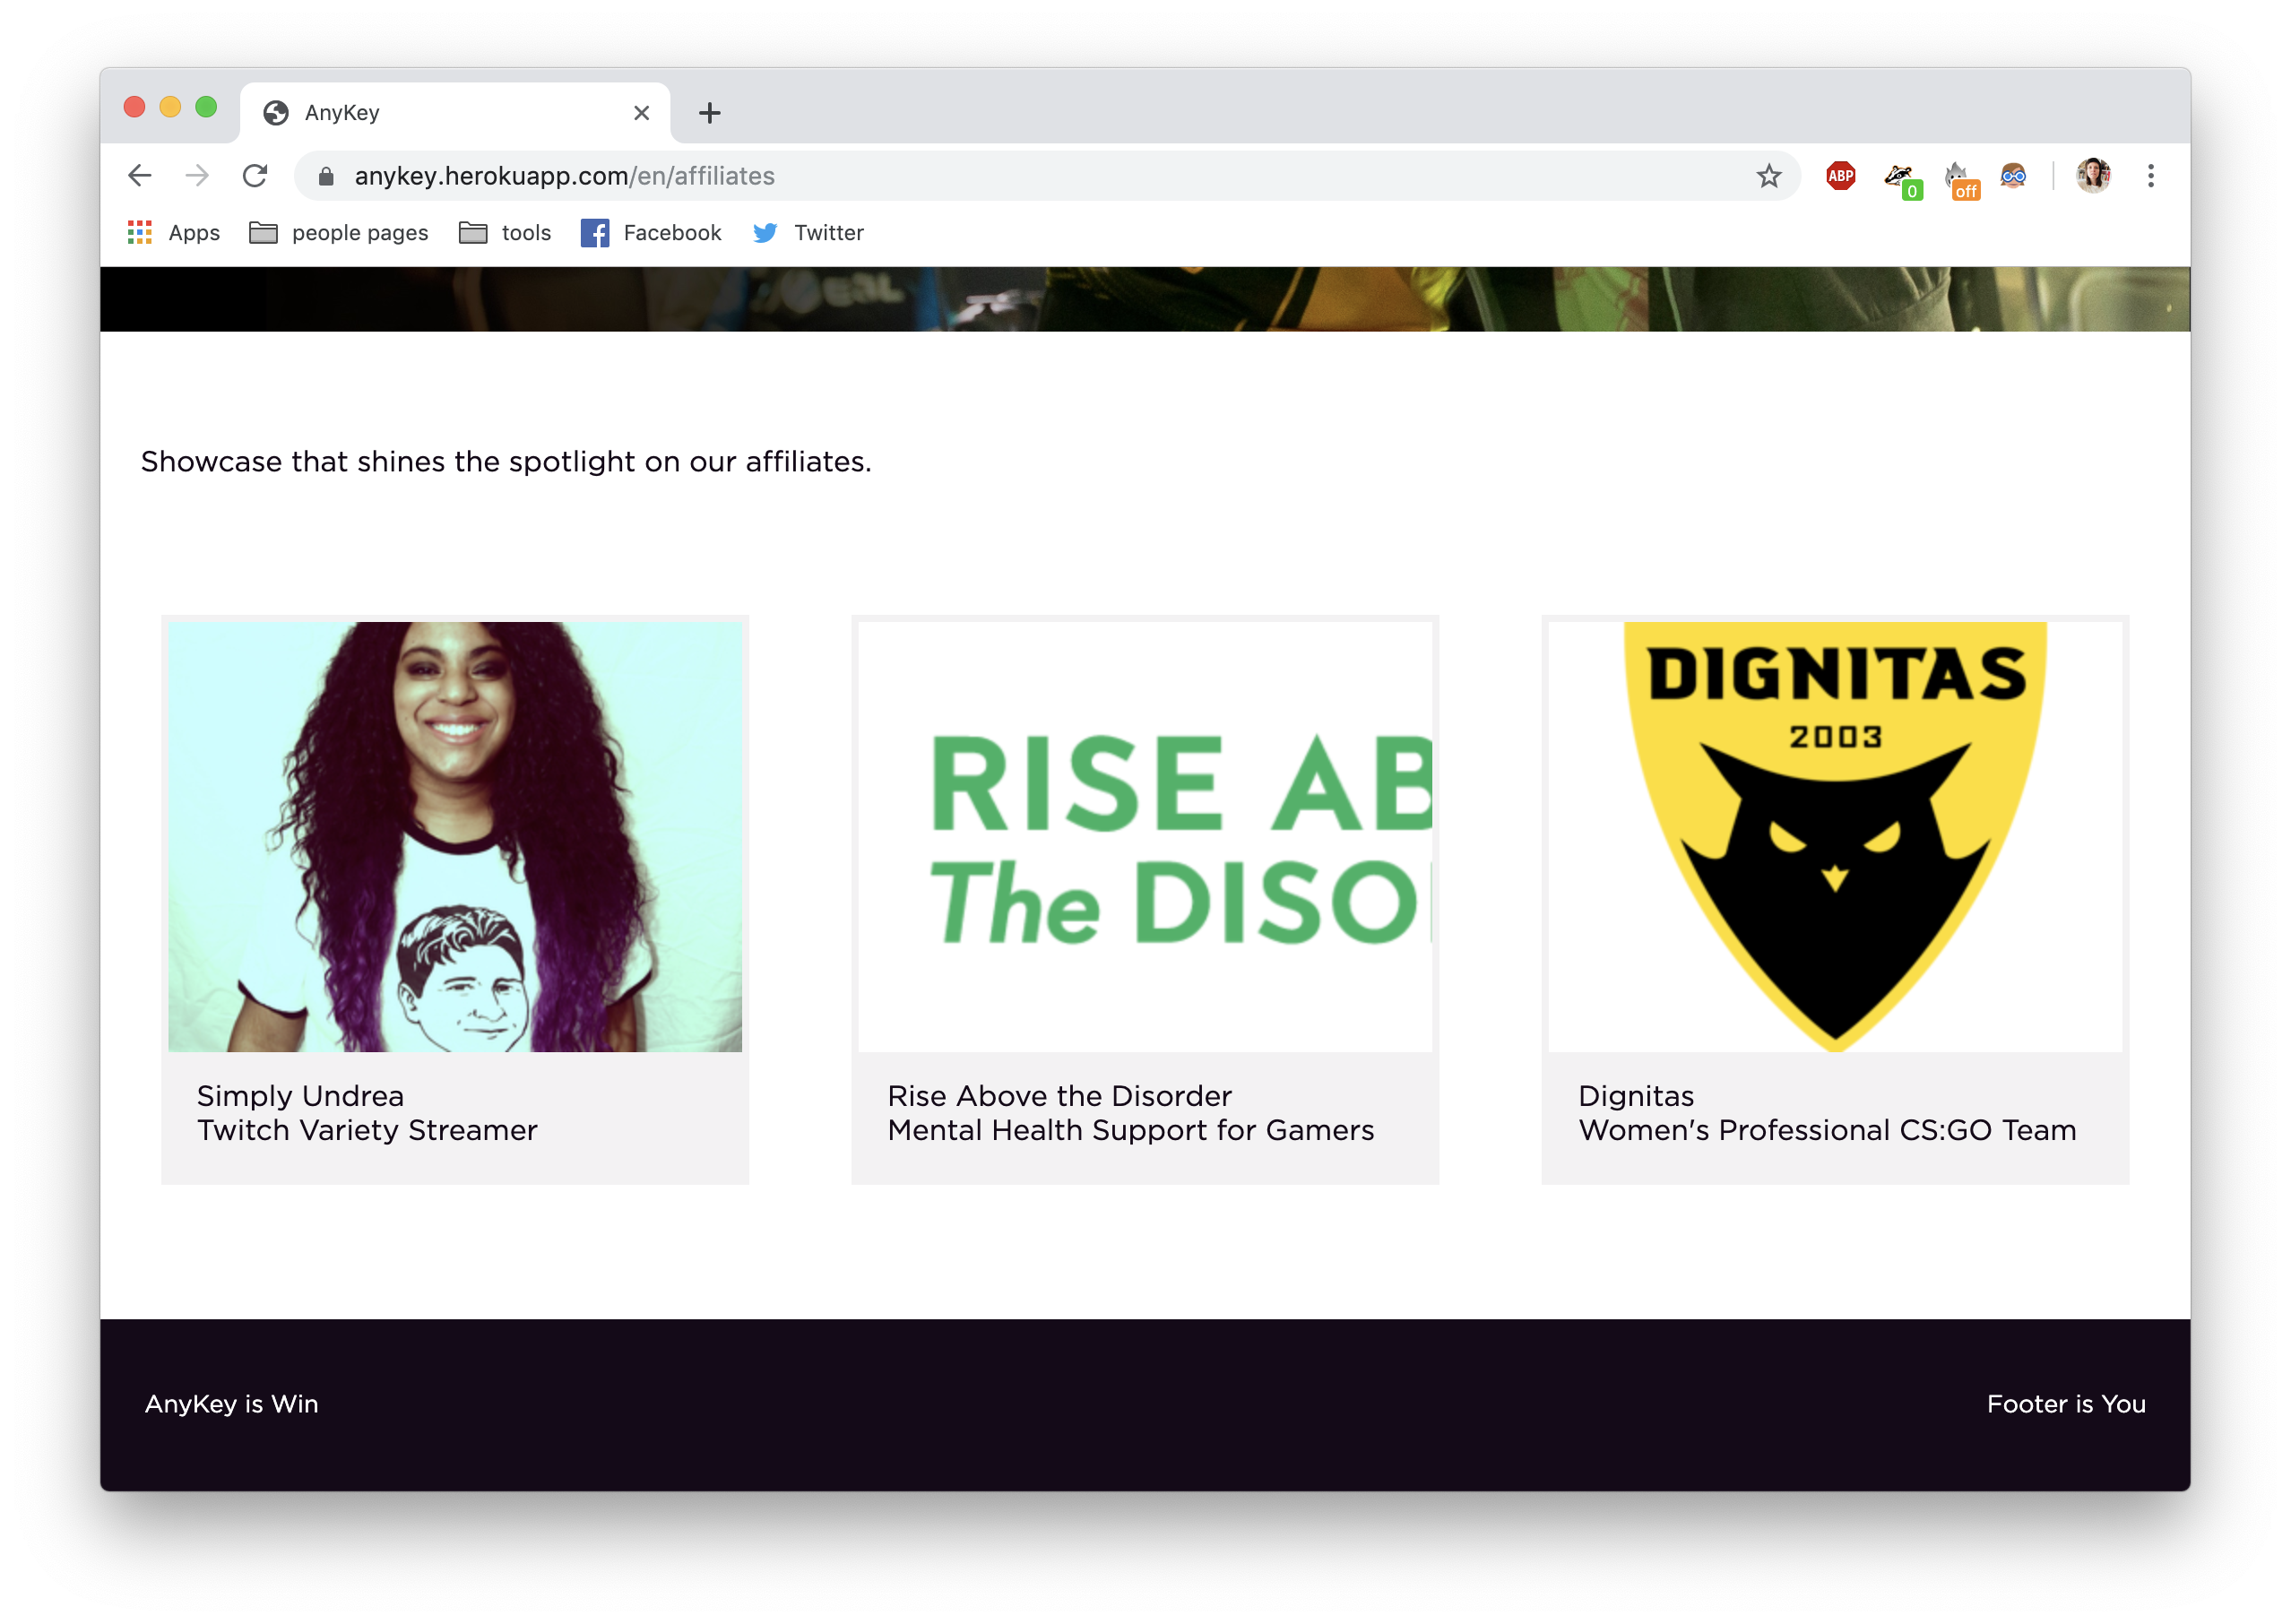 AnyKey
anykey.herokuapp.com/en/affiliates
ABP
0
off
Apps
people pages
tools
Facebook
Twitter
ESL
Showcase that shines the spotlight on our affiliates.
RISE AB
The DISO
DIGNITAS
2003
Simply Undrea
Twitch Variety Streamer
Rise Above the Disorder
Mental Health Support for Gamers
Dignitas
Women's Professional CS:GO Team
AnyKey is Win
Footer is You